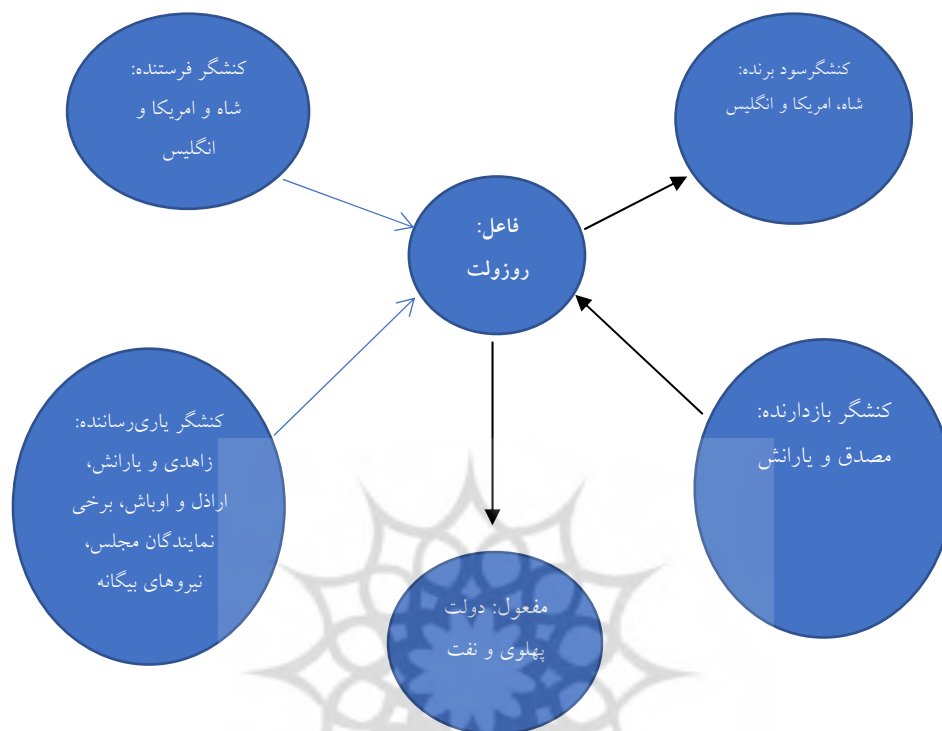 کنشگرسود برنده:
شاه، امریکا و انگلیس
کنشگر فرستنده:
شاه و امریکا و
انگلیس
فاعل:
روزولت
کنشگر بازدارنده:
مصدق و یارانش
کنشگر یاری‌رساننده:
زاهدی و یارانش،
اراذل و اوباش، برخی
نمایندگان مجلس،
نیروهای بیگانه
مفعول: دولت
پهلوی و نفت